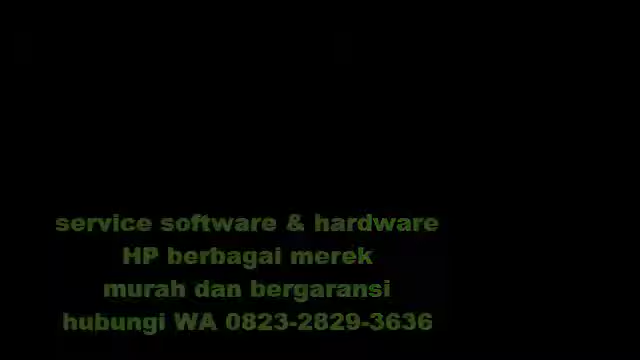 service software & hardware
HP berbagai merek
murah dan bergaransi
hubungi WA 0823-2829-3636